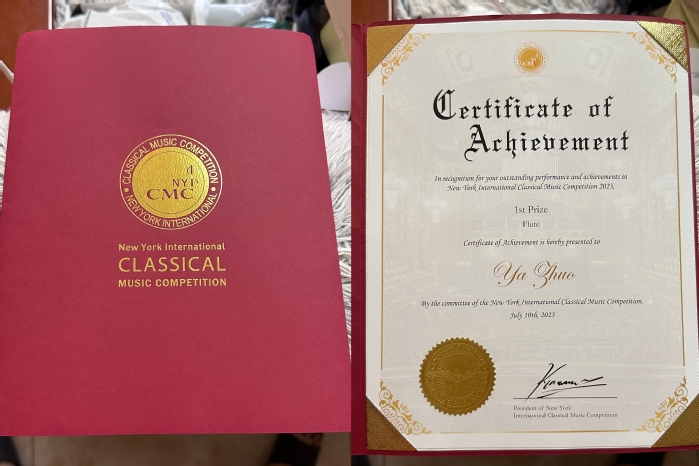 CLASSICAL MUSIC COMPETITION
NYI
CMC
NEW YORK INTERNATIONAL
New York International
CLASSICAL
MUSIC COMPETITION
CMC
Certificate of
Achievement
In recognition for your outstanding performance and achievements in
New York International Classical Music Competition 2023,
1st Prize
Flute
Certificate of Achievement is hereby presented to
Ya Zhuo
By the committee of the New York International Classical Music Competition.
July 10th, 2023
President of New York
International Classical Music Competition